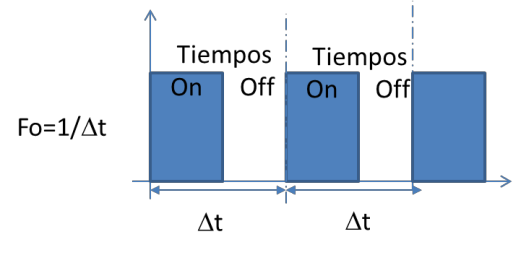 Tiempos Tiempos
On Off On Off
Fo=1/Δt
Δt Δt